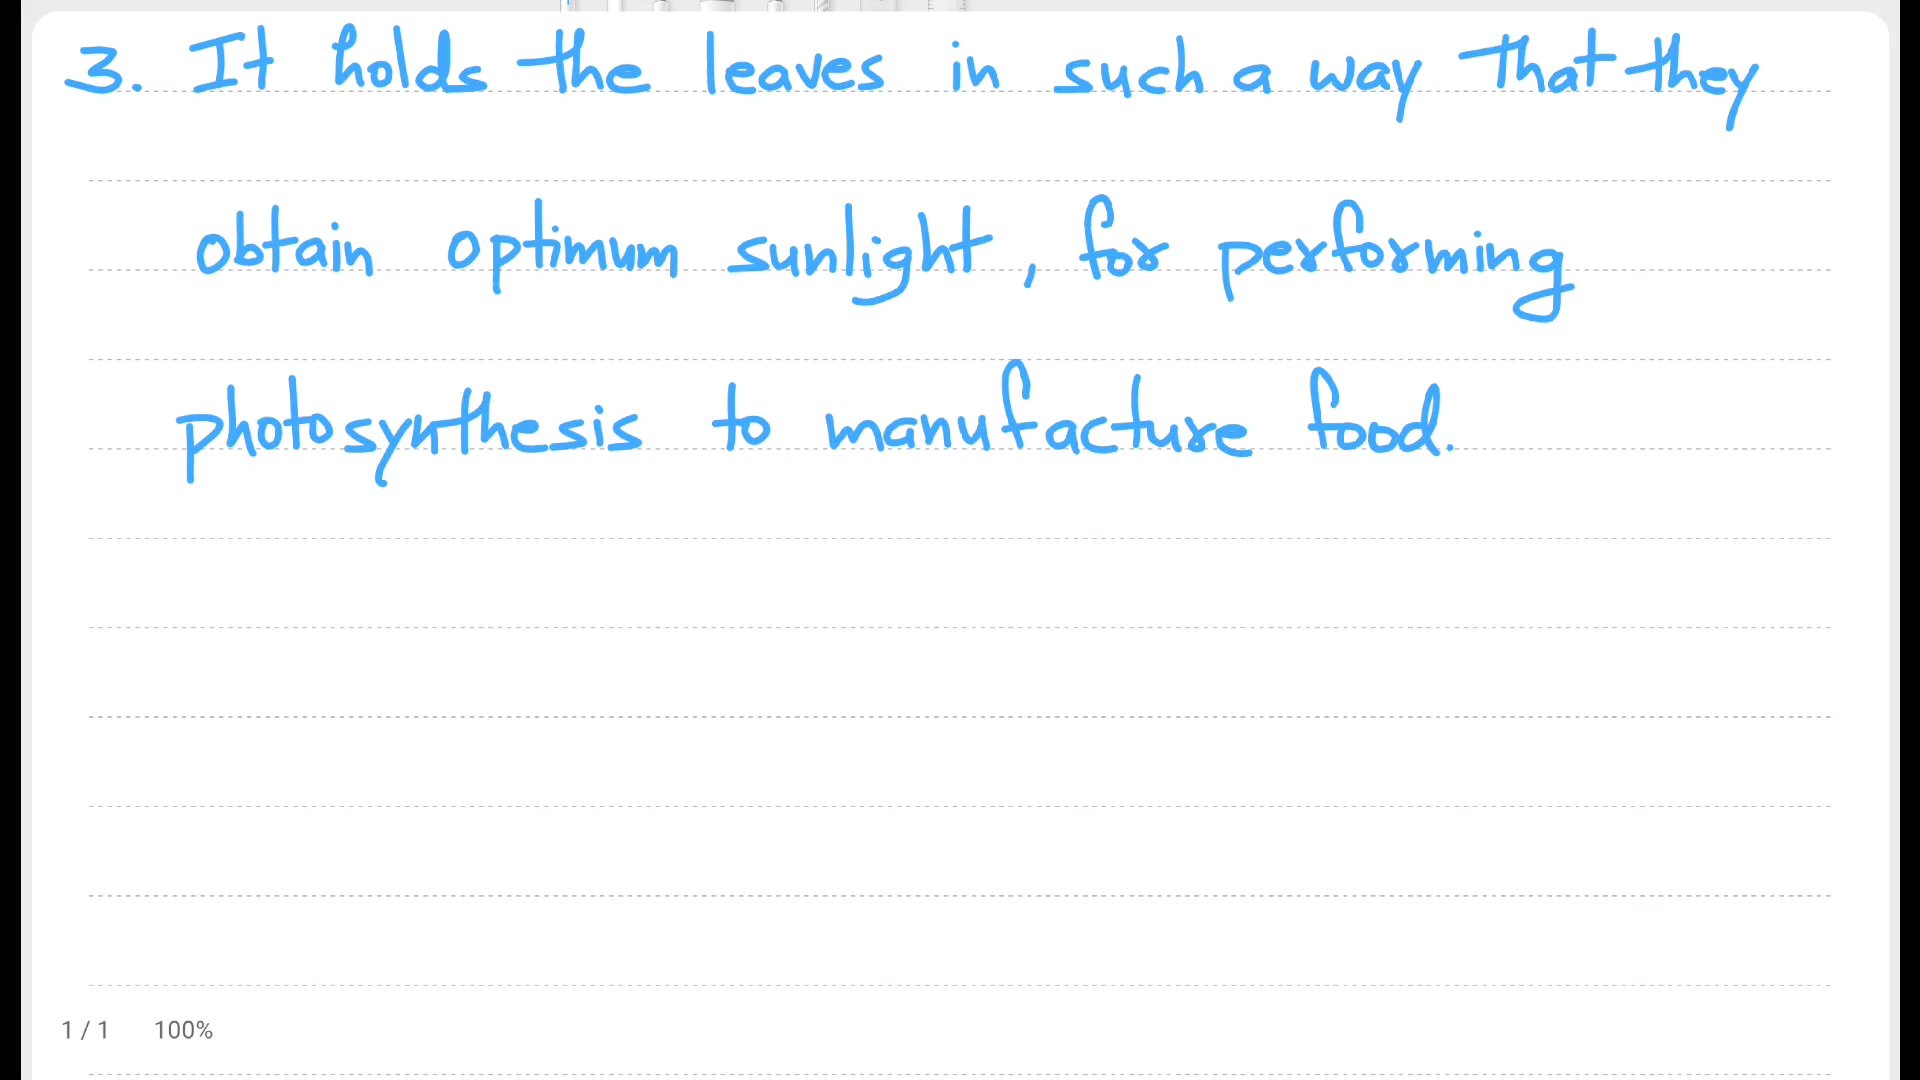 3. It holds the leaves in such a way that they
obtain optimum sunlight, for performing
photosynthesis to manufacture food.
1 / 1 100%